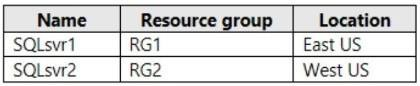 Name Resource group Location
SQLsvr1 RG1 East US
SQLsvr2 RG2 West US